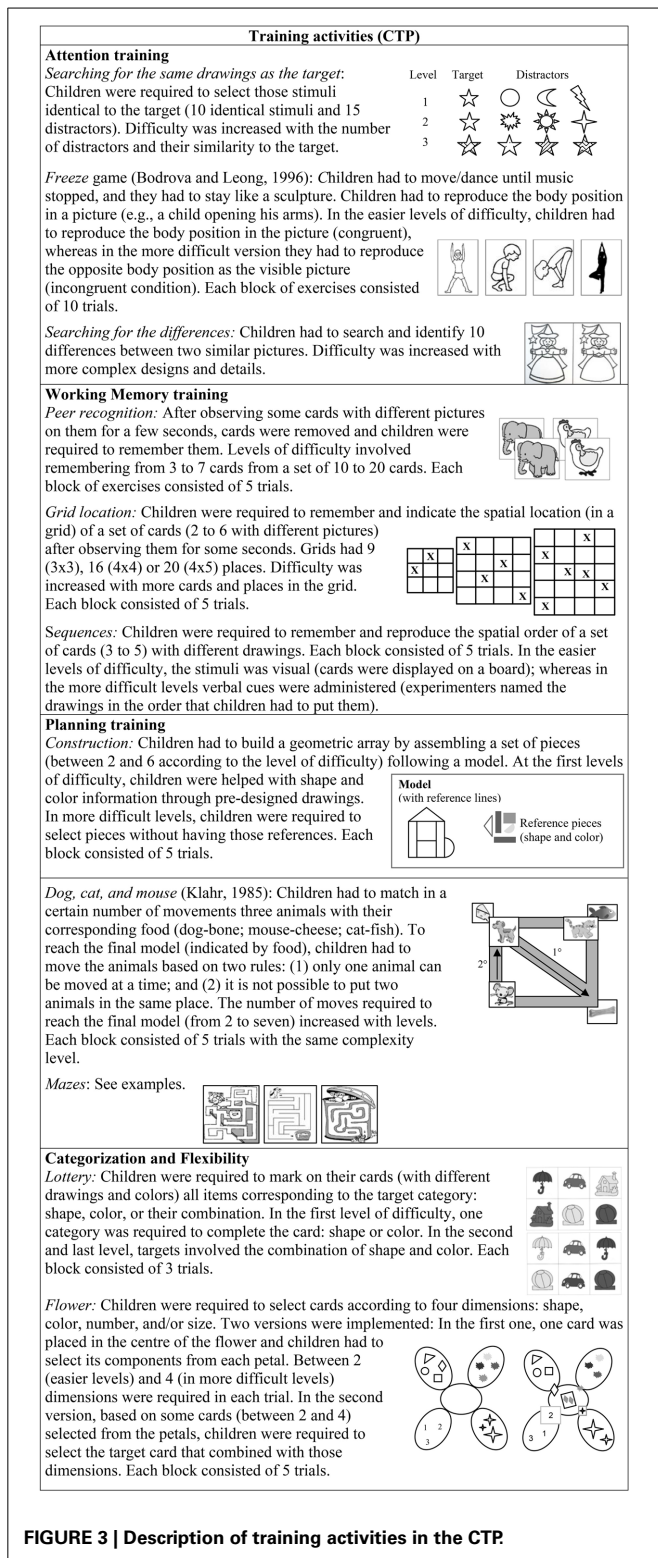 Training activities (CTP)
Attention training
Searching for the same drawings as the target:
Children were required to select those stimuli
identical to the target (10 identical stimuli and 15
distractors). Difficulty was increased with the number
of distractors and their similarity to the target.
Level Target Distractors
1
2
3
Freeze game (Bodrova and Leong, 1996): Children had to move/dance until music
stopped, and they had to stay like a sculpture. Children had to reproduce the body position
in a picture (e.g., a child opening his arms). In the easier levels of difficulty, children had
to reproduce the body position in the picture (congruent),
whereas in the more difficult version they had to reproduce
the opposite body position as the visible picture
(incongruent condition). Each block of exercises consisted
of 10 trials.
Searching for the differences: Children had to search and identify 10
differences between two similar pictures. Difficulty was increased with
more complex designs and details.
Working Memory training
Peer recognition: After observing some cards with different pictures
on them for a few seconds, cards were removed and children were
required to remember them. Levels of difficulty involved
remembering from 3 to 7 cards from a set of 10 to 20 cards. Each
block of exercises consisted of 5 trials.
Grid location: Children were required to remember and indicate the spatial location (in a
grid) of a set of cards (2 to 6 with different pictures)
after observing them for some seconds. Grids had 9
(3x3), 16 (4x4) or 20 (4x5) places. Difficulty was
increased with more cards and places in the grid.
Each block consisted of 5 trials.
X
X
X
X
X
X
X
X
X X
X
X
Sequences: Children were required to remember and reproduce the spatial order of a set
of cards (3 to 5) with different drawings. Each block consisted of 5 trials. In the easier
levels of difficulty, the stimuli was visual (cards were displayed on a board); whereas in
the more difficult levels verbal cues were administered (experimenters named the
drawings in the order that children had to put them).
Planning training
Construction: Children had to build a geometric array by assembling a set of pieces
(between 2 and 6 according to the level of difficulty) following a model. At the first levels
of difficulty, children were helped with shape and
color information through pre-designed drawings.
In more difficult levels, children were required to
select pieces without having those references. Each
block consisted of 5 trials.
Model
(with reference lines)
Reference pieces
(shape and color)
Dog, cat, and mouse (Klahr, 1985): Children had to match in a
certain number of movements three animals with their
corresponding food (dog-bone; mouse-cheese; cat-fish). To
reach the final model (indicated by food), children had to
move the animals based on two rules: (1) only one animal can
be moved at a time; and (2) it is not possible to put two
animals in the same place. The number of moves required to
reach the final model (from 2 to seven) increased with levels.
Each block consisted of 5 trials with the same complexity
level.
1°
2°
Mazes: See examples.
Categorization and Flexibility
Lottery: Children were required to mark on their cards (with different
drawings and colors) all items corresponding to the target category:
shape, color, or their combination. In the first level of difficulty, one
category was required to complete the card: shape or color. In the second
and last level, targets involved the combination of shape and color. Each
block consisted of 3 trials.
Flower: Children were required to select cards according to four dimensions: shape,
color, number, and/or size. Two versions were implemented: In the first one, one card was
placed in the centre of the flower and children had to
select its components from each petal. Between 2
(easier levels) and 4 (in more difficult levels)
dimensions were required in each trial. In the second
version, based on some cards (between 2 and 4)
selected from the petals, children were required to
select the target card that combined with those
dimensions. Each block consisted of 5 trials.
1 2
3
2
3 1
FIGURE 3 | Description of training activities in the CTP.